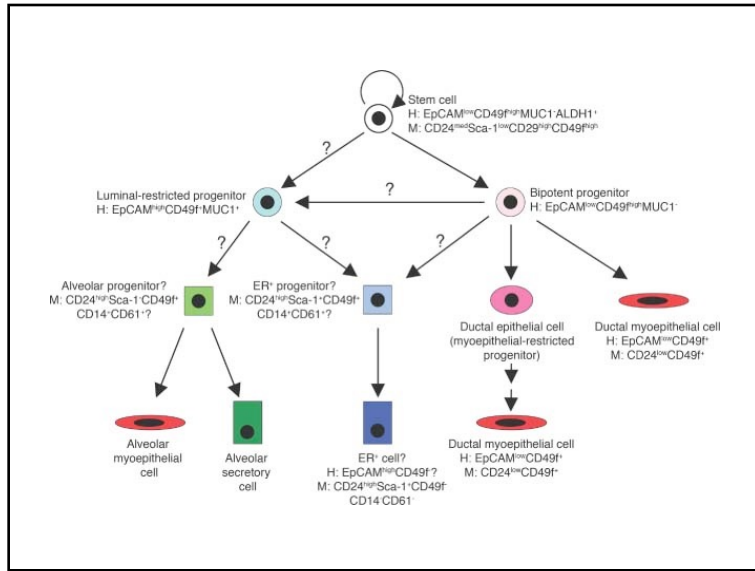 Stem cell
H: EpCAMˡᵒʷCD49fʰⁱᵍʰMUC1⁻ALDH1⁺
M: CD24ᵐᵉᵈSca-1ˡᵒʷCD29ʰⁱᵍʰCD49fʰⁱᵍʰ
?
Luminal-restricted progenitor
H: EpCAMʰⁱᵍʰCD49f⁺MUC1⁺
?
Bipotent progenitor
H: EpCAMˡᵒʷCD49fʰⁱᵍʰMUC1⁻
?
?
?
Alveolar progenitor?
M: CD24ʰⁱᵍʰSca-1⁻CD49f⁺
CD14⁺CD61⁺?
ER⁺ progenitor?
M: CD24ʰⁱᵍʰSca-1⁺CD49f⁺
CD14⁺CD61⁺?
Ductal epithelial cell
(myoepithelial-restricted
progenitor)
Ductal myoepithelial cell
H: EpCAMˡᵒʷCD49f⁺
M: CD24ˡᵒʷCD49f⁺
Alveolar
myoepithelial
cell
Alveolar
secretory
cell
ER⁺ cell?
H: EpCAMʰⁱᵍʰCD49f⁻?
M: CD24ʰⁱᵍʰSca-1⁺CD49f⁻
CD14⁻CD61⁻
Ductal myoepithelial cell
H: EpCAMˡᵒʷCD49f⁺
M: CD24ˡᵒʷCD49f⁺